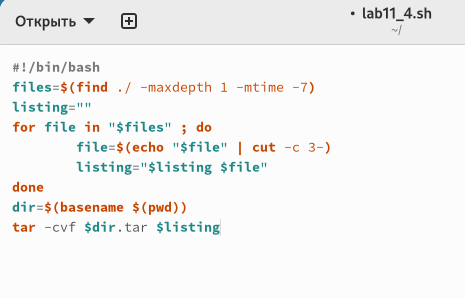 Открыть
• lab11_4.sh
~/
#!/bin/bash
files=$(find ./ -maxdepth 1 -mtime -7)
listing=""
for file in "$files" ; do
        file=$(echo "$file" | cut -c 3-)
        listing="$listing $file"
done
dir=$(basename $(pwd))
tar -cvf $dir.tar $listing